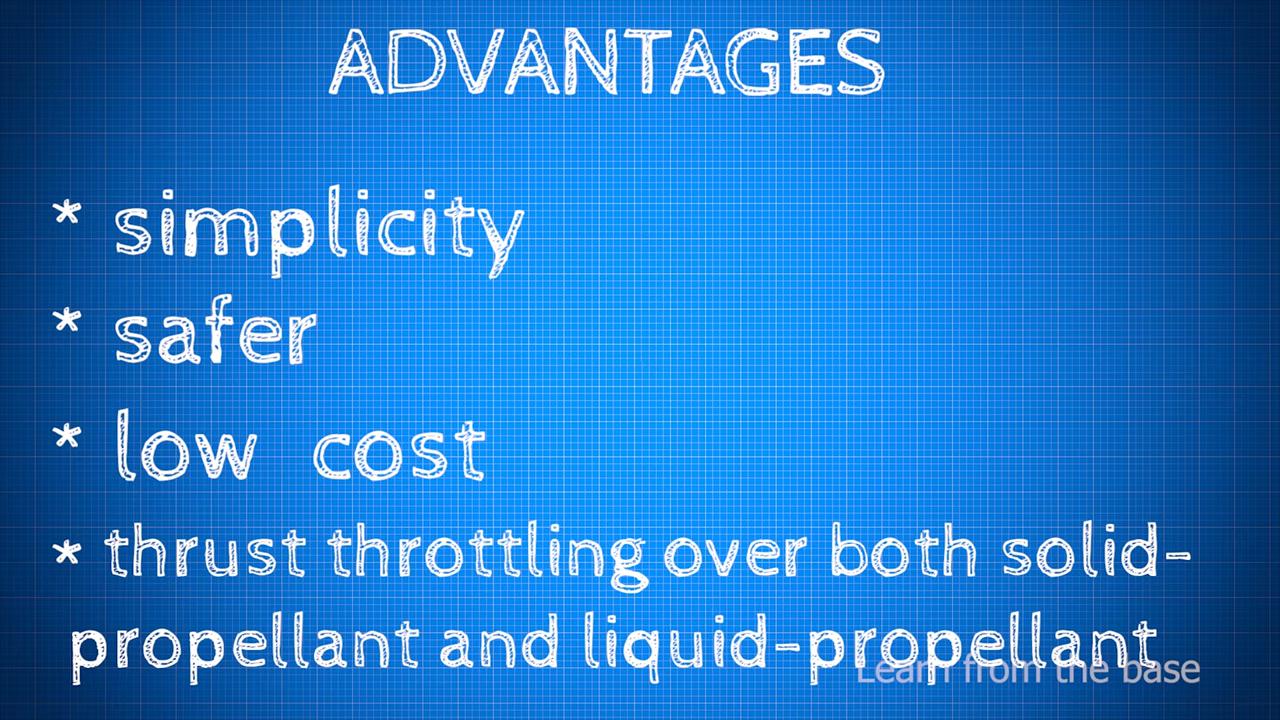 ADVANTAGES
* simplicity
* safer
* low cost
* thrust throttling over both solid-
propellant and liquid-propellant
Learn from the base